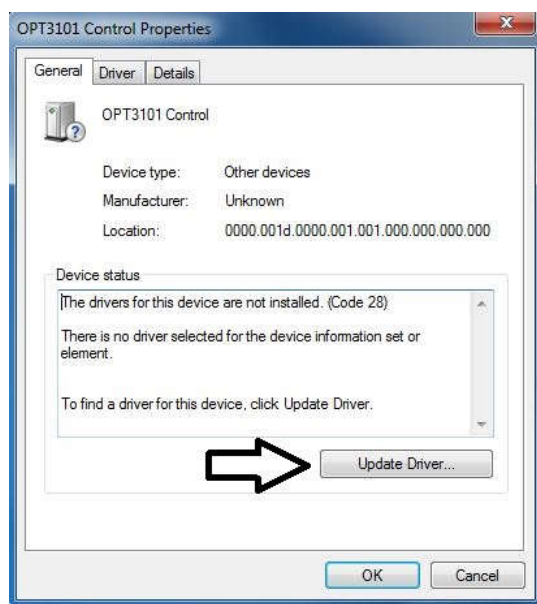 OPT3101 Control Properties
General Driver Details
OPT3101 Control
Device type: Other devices
Manufacturer: Unknown
Location: 0000.001d.0000.001.001.000.000.000.000
Device status
The drivers for this device are not installed. (Code 28)
There is no driver selected for the device information set or
element.
To find a driver for this device, click Update Driver.
Update Driver...
OK Cancel